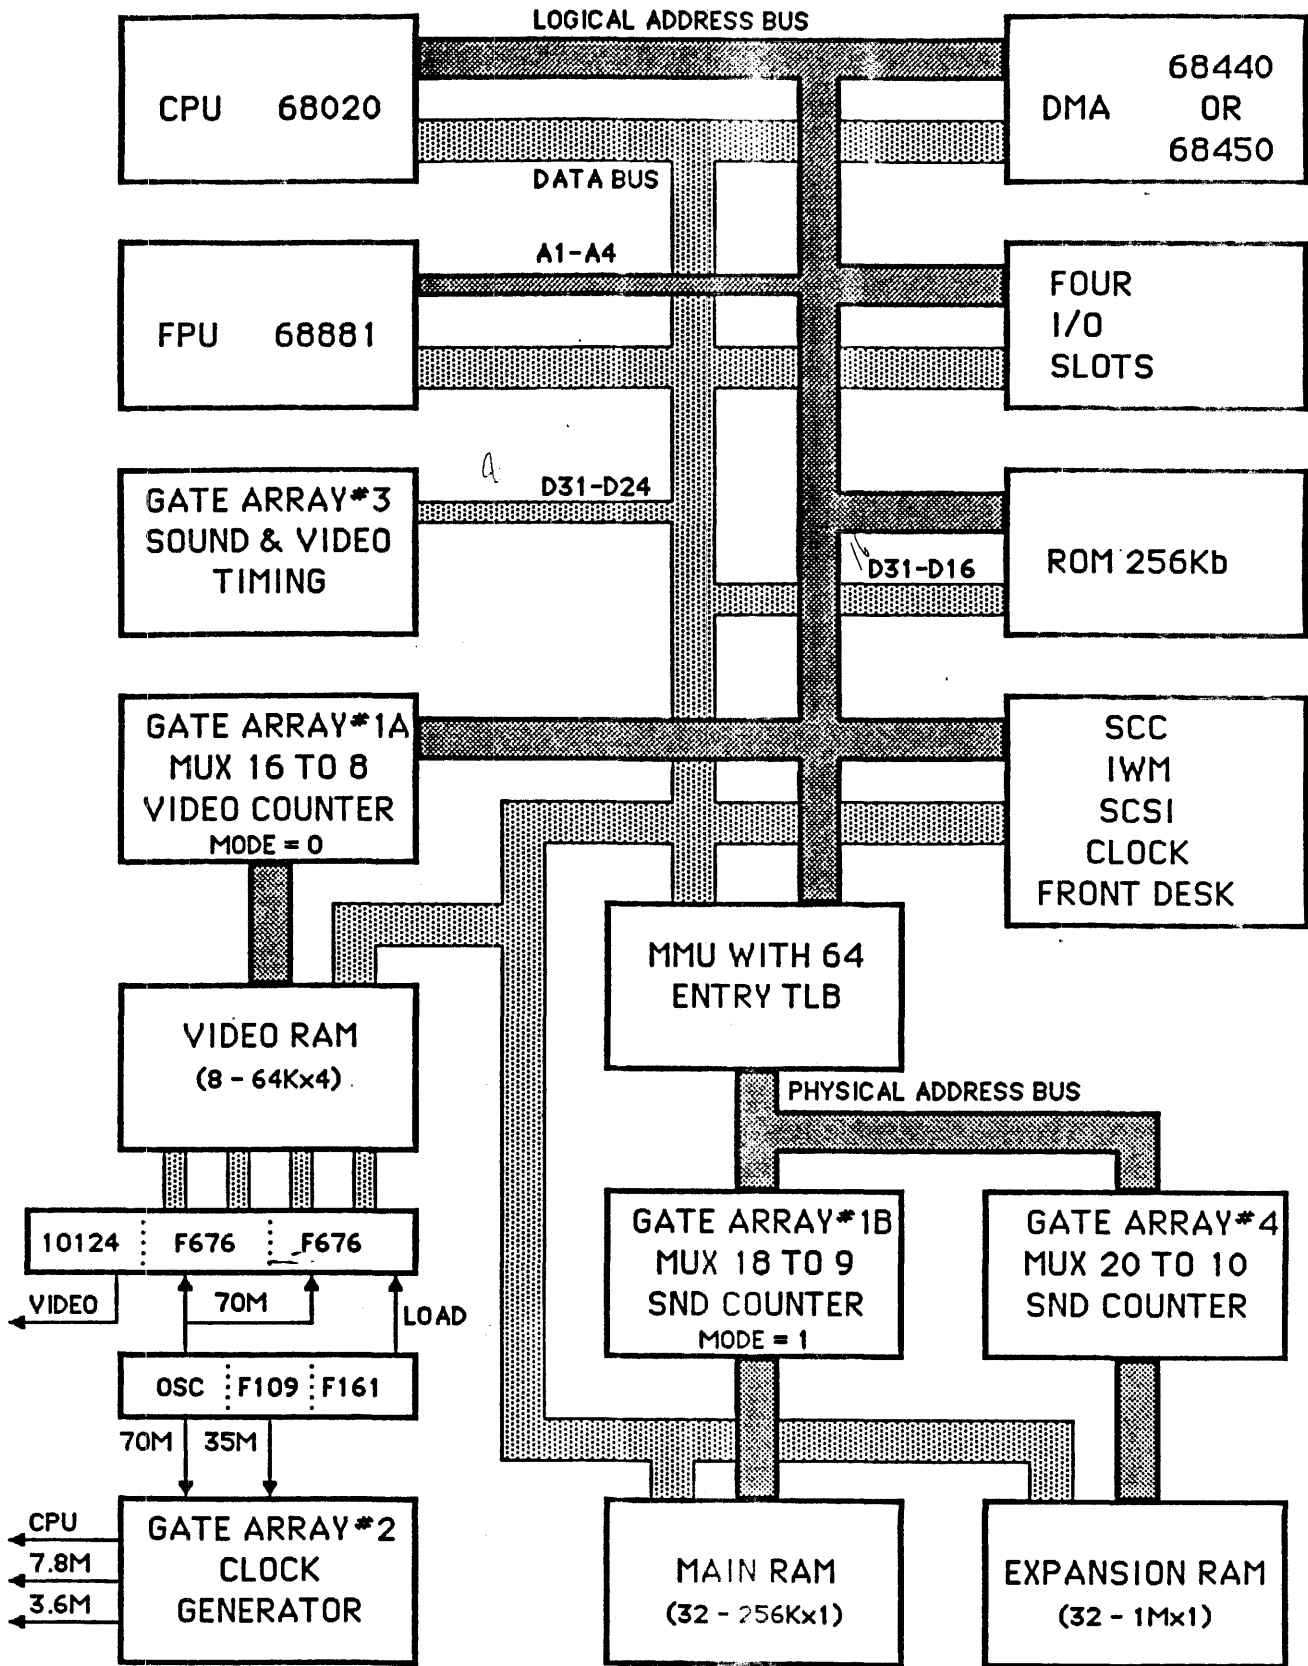 LOGICAL ADDRESS BUS
CPU 68020
68440
DMA OR
68450
DATA BUS
A1-A4
FPU 68881
FOUR
I/O
SLOTS
D31-D24
GATE ARRAY#3
SOUND & VIDEO
TIMING
D31-D16
ROM 256Kb
GATE ARRAY#1A
MUX 16 TO 8
VIDEO COUNTER
MODE = 0
SCC
IWM
SCSI
CLOCK
FRONT DESK
MMU WITH 64
ENTRY TLB
VIDEO RAM
(8 - 64Kx4)
PHYSICAL ADDRESS BUS
GATE ARRAY#1B
MUX 18 TO 9
SND COUNTER
MODE = 1
GATE ARRAY#4
MUX 20 TO 10
SND COUNTER
10124 F676 F676
VIDEO
70M
LOAD
OSC F109 F161
70M 35M
CPU
7.8M
3.6M
GATE ARRAY#2
CLOCK
GENERATOR
MAIN RAM
(32 - 256Kx1)
EXPANSION RAM
(32 - 1Mx1)